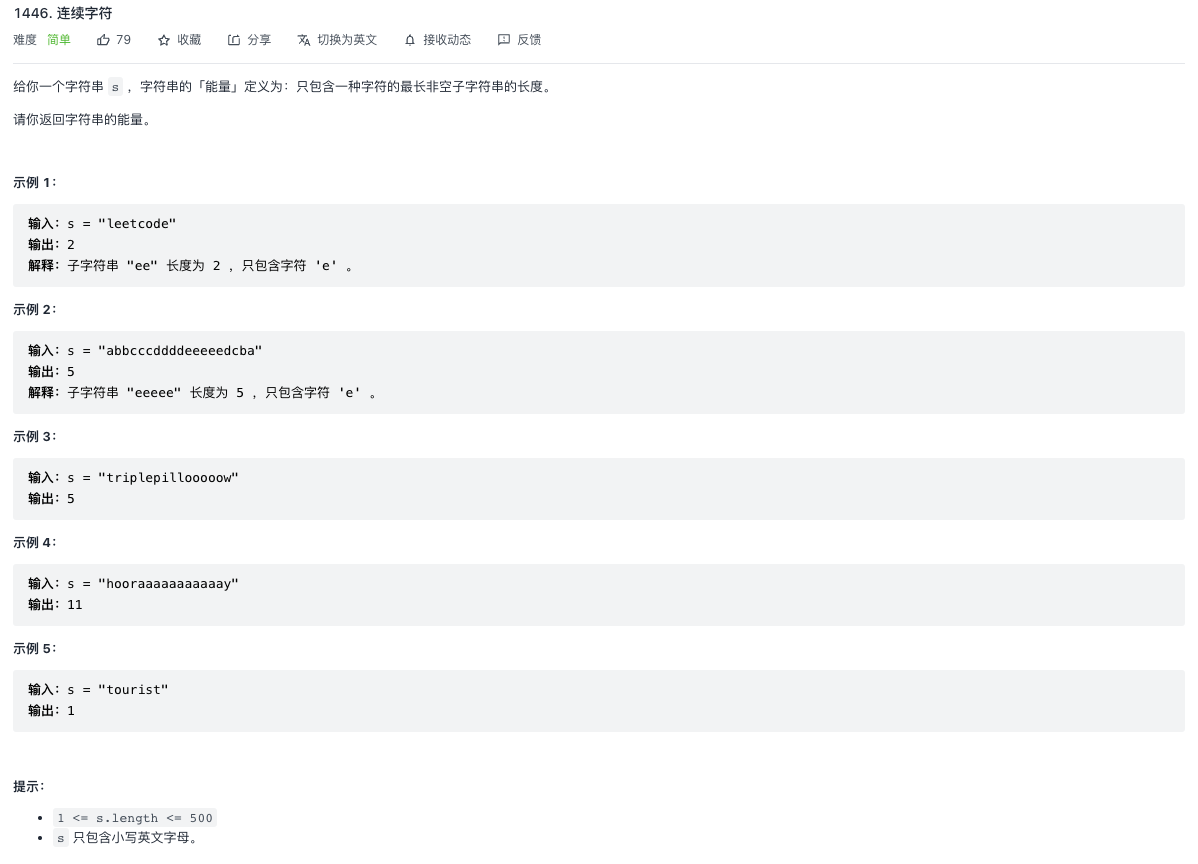 1446. 连续字符
难度 简单 79 收藏 分享 切换为英文 接收动态 反馈
给你一个字符串 s ，字符串的「能量」定义为：只包含一种字符的最长非空子字符串的长度。
请你返回字符串的能量。
示例 1：
输入：s = "leetcode"
输出：2
解释：子字符串 "ee" 长度为 2 ，只包含字符 'e' 。
示例 2：
输入：s = "abbcccddddeeeeedcba"
输出：5
解释：子字符串 "eeeee" 长度为 5 ，只包含字符 'e' 。
示例 3：
输入：s = "triplepillooooow"
输出：5
示例 4：
输入：s = "hooraaaaaaaaaaay"
输出：11
示例 5：
输入：s = "tourist"
输出：1
提示：
• 1 <= s.length <= 500
• s 只包含小写英文字母。